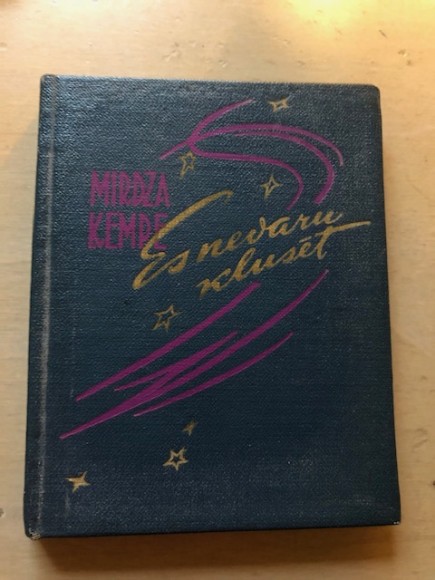 MIRDZA
KEMPE
Es nevaru
klusēt